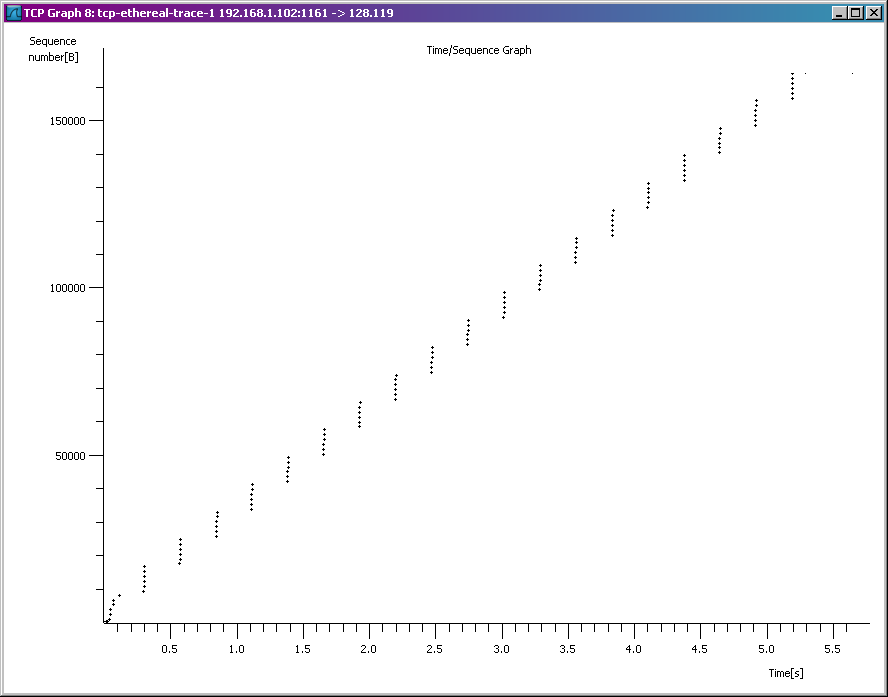 TCP Graph 8: tcp-ethereal-trace-1 192.168.1.102:1161 -> 128.119
Sequence
number[B]
Time/Sequence Graph
150000
100000
50000
0.5 1.0 1.5 2.0 2.5 3.0 3.5 4.0 4.5 5.0 5.5
Time[s]